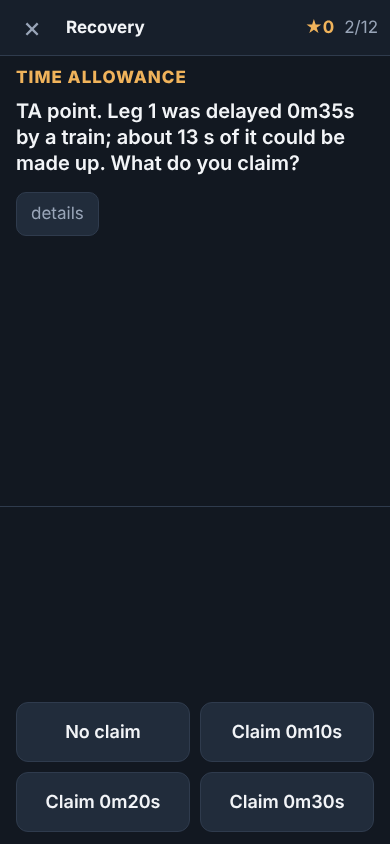 ✕ Recovery ★0 2/12
TIME ALLOWANCE
TA point. Leg 1 was delayed 0m35s
by a train; about 13 s of it could be
made up. What do you claim?
details
No claim
Claim 0m10s
Claim 0m20s
Claim 0m30s